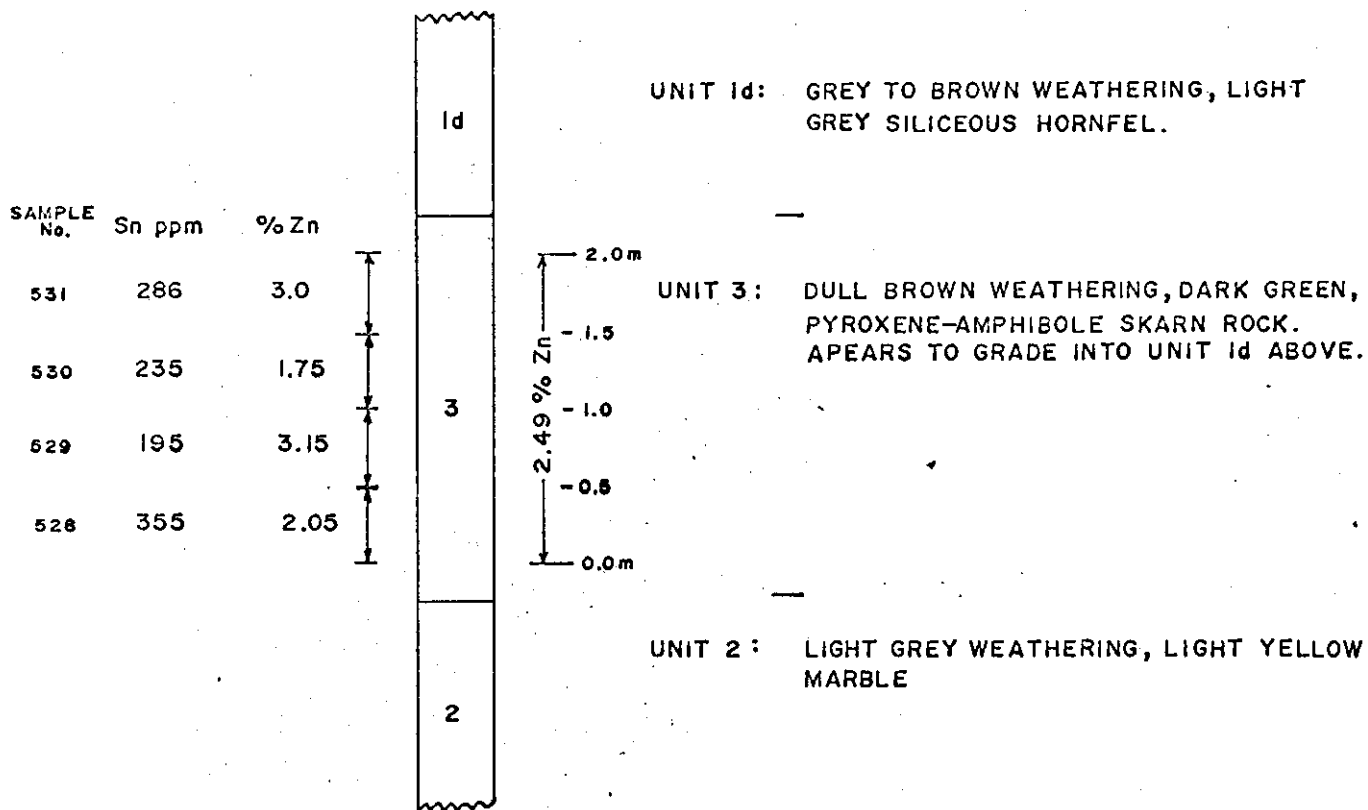 UNIT 1d: GREY TO BROWN WEATHERING, LIGHT
GREY SILICEOUS HORNFEL.
1d
SAMPLE No. Sn ppm % Zn
531 286 3.0
530 235 1.75
529 195 3.15
528 355 2.05
3
2.0m
1.5
1.0
0.5
0.0m
2.49 % Zn
UNIT 3: DULL BROWN WEATHERING, DARK GREEN,
PYROXENE-AMPHIBOLE SKARN ROCK.
APEARS TO GRADE INTO UNIT 1d ABOVE.
2
UNIT 2: LIGHT GREY WEATHERING, LIGHT YELLOW
MARBLE